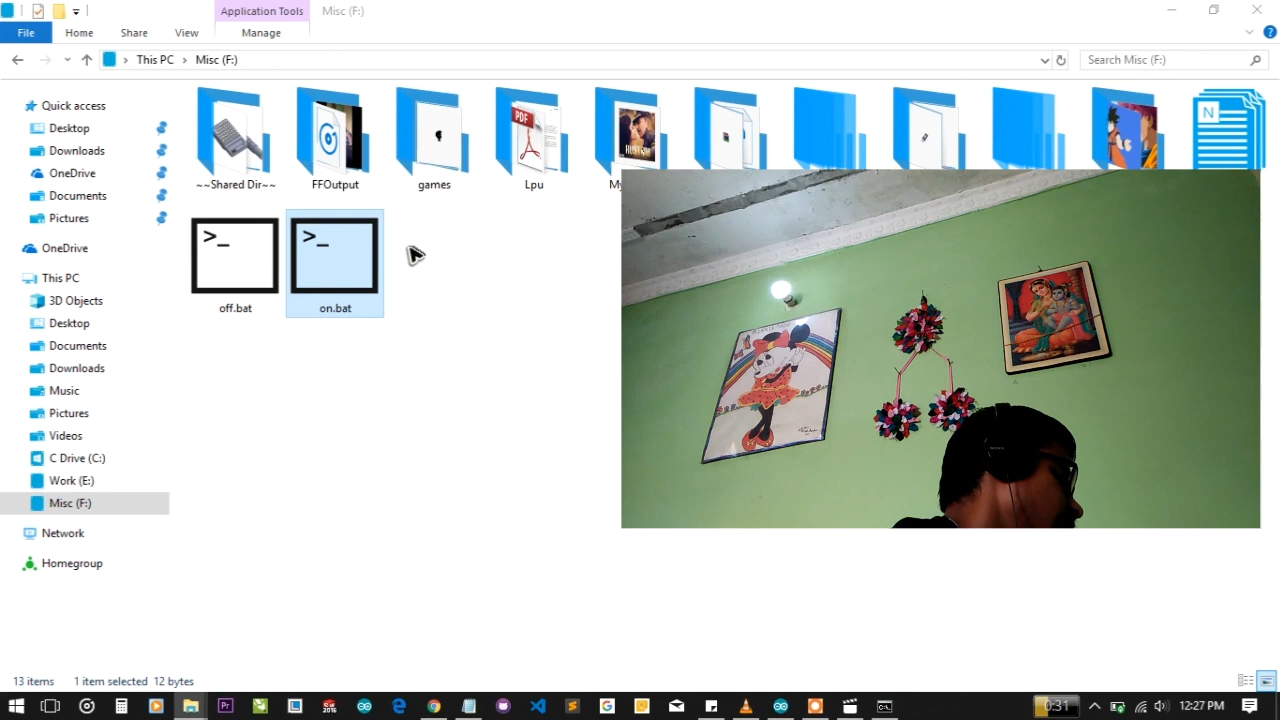 Application Tools
Misc (F:)
File
Home
Share
View
Manage
This PC
Misc (F:)
Search Misc (F:)
Quick access
Desktop
Downloads
OneDrive
Documents
Pictures
OneDrive
This PC
3D Objects
Desktop
Documents
Downloads
Music
Pictures
Videos
C Drive (C:)
Work (E:)
Misc (F:)
Network
Homegroup
PDF
N
~~Shared Dir~~
FFOutput
games
Lpu
My
>_
>_
off.bat
on.bat
13 items
1 item selected 12 bytes
Pr
0:31
12:27 PM